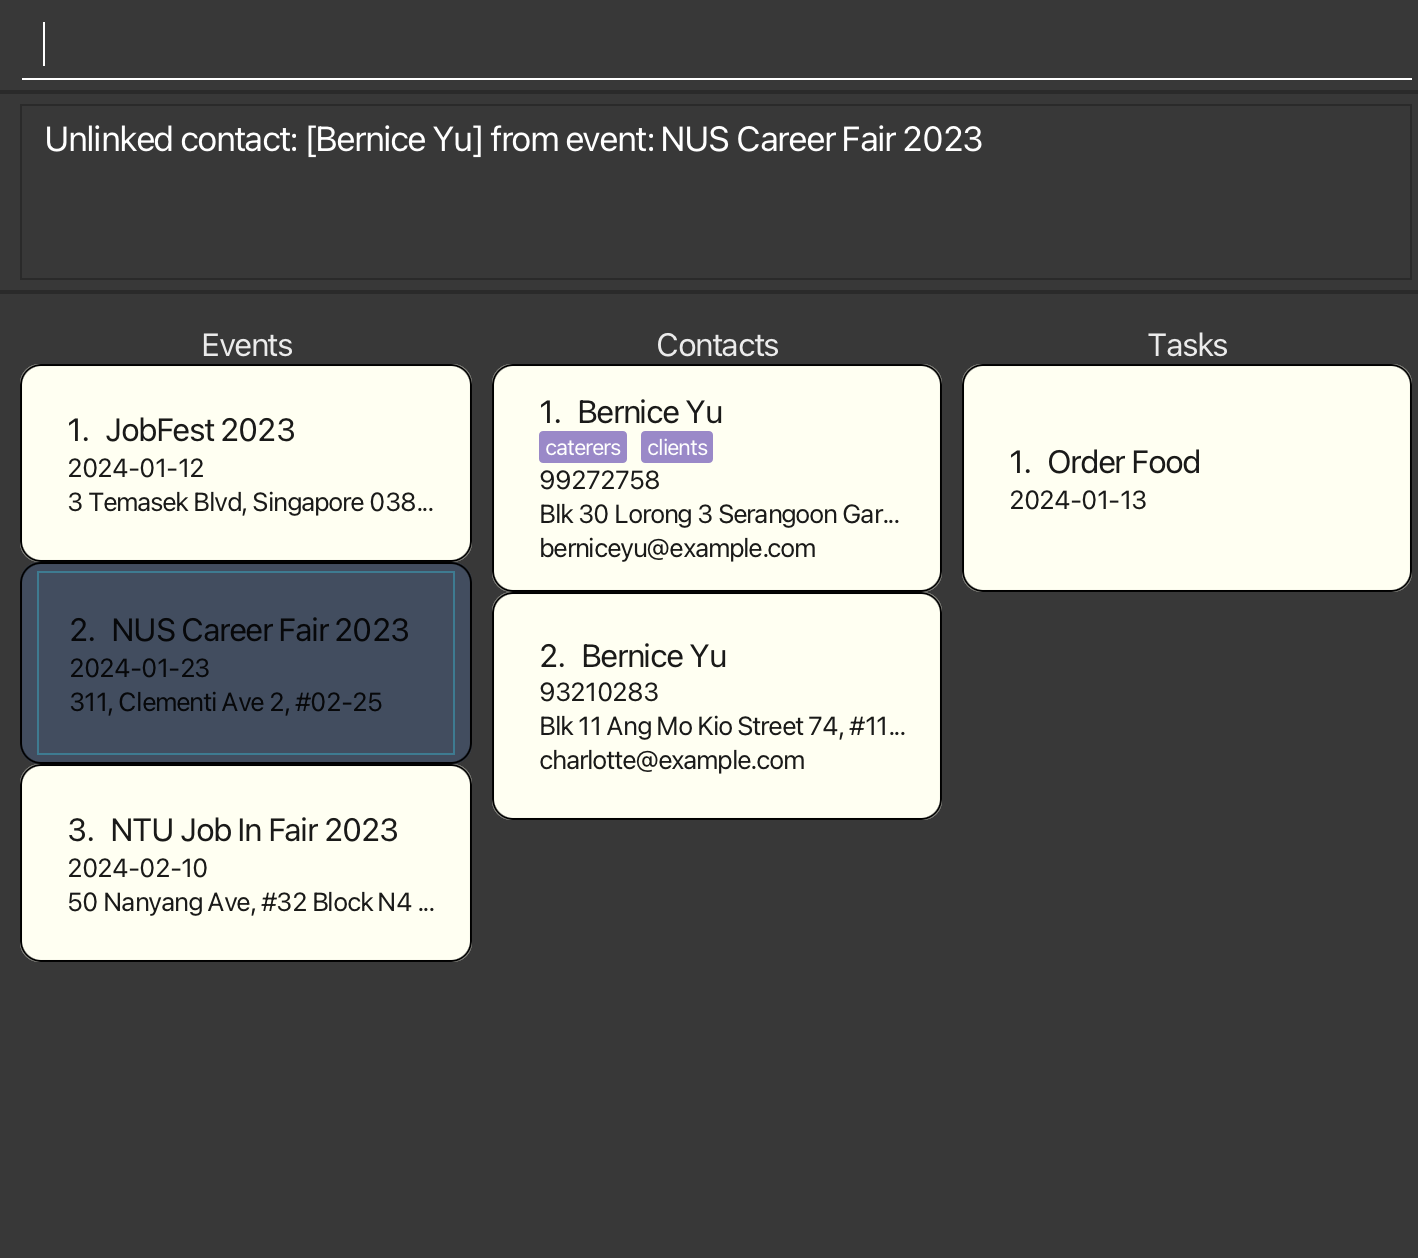 Unlinked contact: [Bernice Yu] from event: NUS Career Fair 2023
Events
1. JobFest 2023
2024-01-12
3 Temasek Blvd, Singapore 038...
2. NUS Career Fair 2023
2024-01-23
311, Clementi Ave 2, #02-25
3. NTU Job In Fair 2023
2024-02-10
50 Nanyang Ave, #32 Block N4 ...
Contacts
1. Bernice Yu
caterers clients
99272758
Blk 30 Lorong 3 Serangoon Gar...
berniceyu@example.com
2. Bernice Yu
93210283
Blk 11 Ang Mo Kio Street 74, #11...
charlotte@example.com
Tasks
1. Order Food
2024-01-13